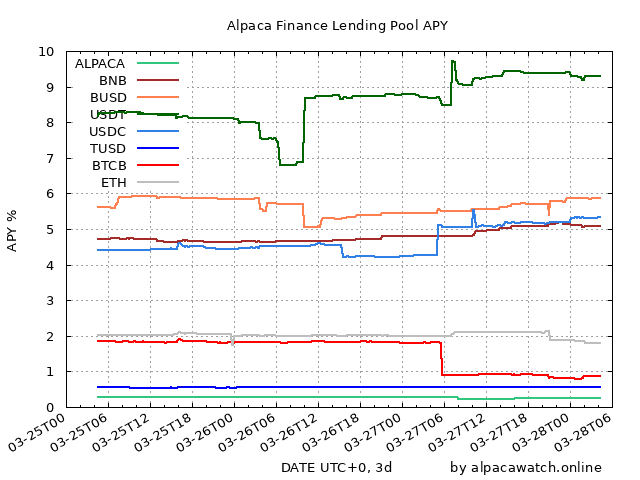 Alpaca Finance Lending Pool APY
10
9
8
7
6
5
4
3
2
1
0
APY %
ALPACA
BNB
BUSD
USDT
USDC
TUSD
BTCB
ETH
03-25T00
03-25T06
03-25T12
03-25T18
03-26T00
03-26T06
03-26T12
03-26T18
03-27T00
03-27T06
03-27T12
03-27T18
03-28T00
03-28T06
DATE UTC+0, 3d
by alpacawatch.online